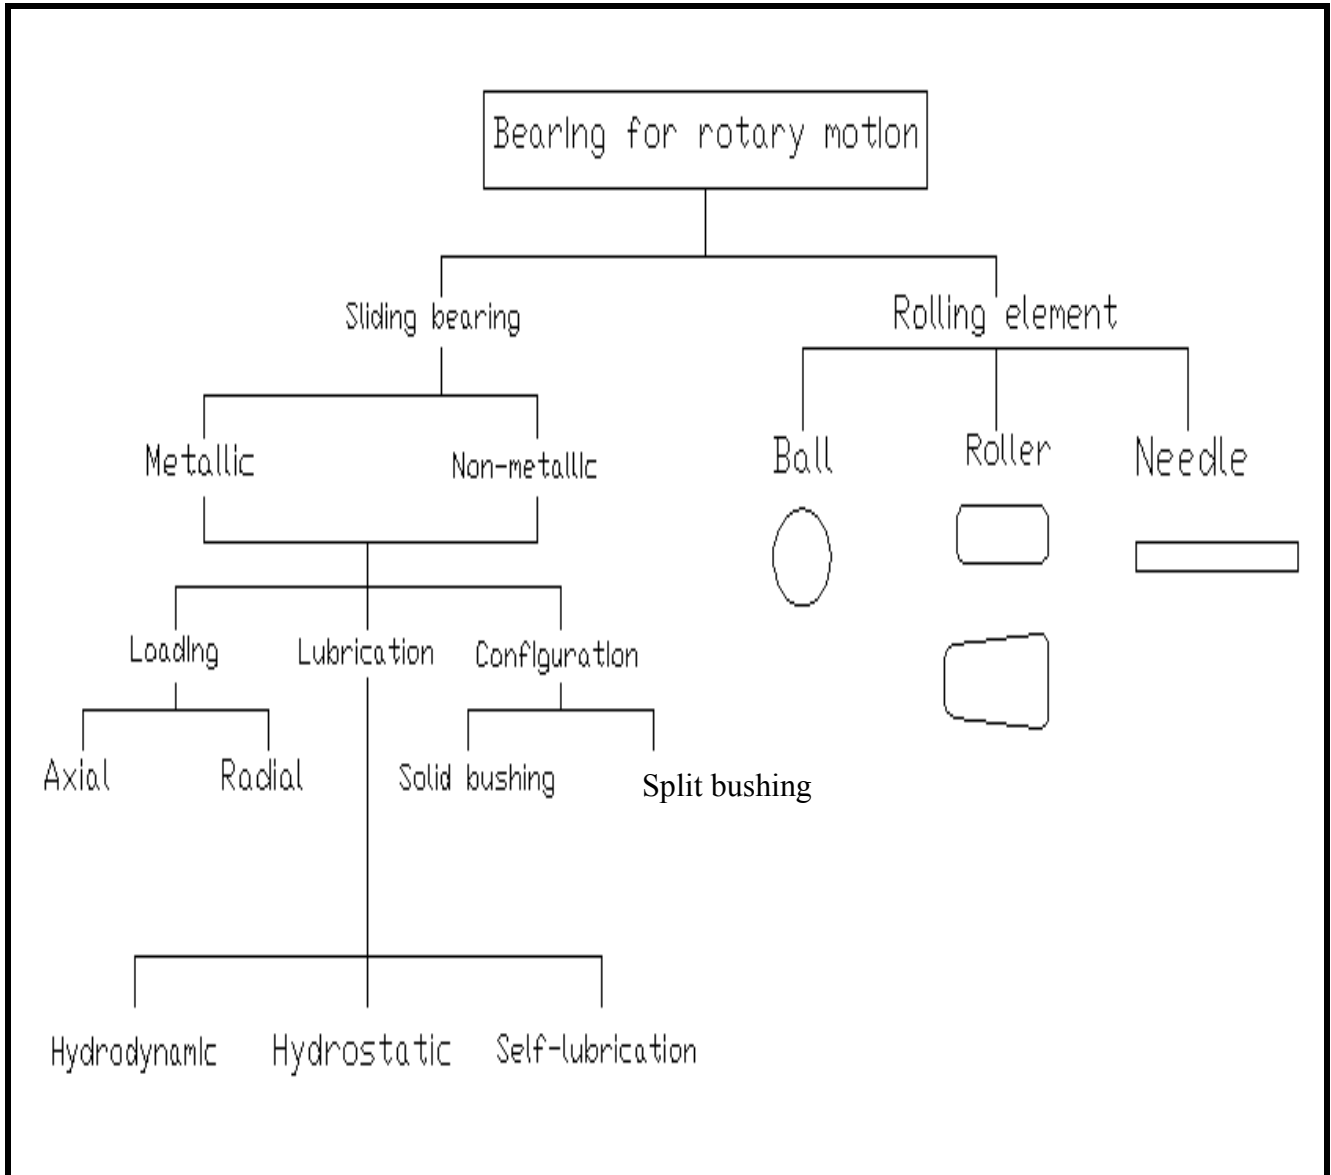 Bearing for rotary motion
Sliding bearing
Rolling element
Metallic
Non-metallic
Ball
Roller
Needle
Loading
Lubrication
Configuration
Axial
Radial
Solid bushing
Split bushing
Hydrodynamic
Hydrostatic
Self-lubrication